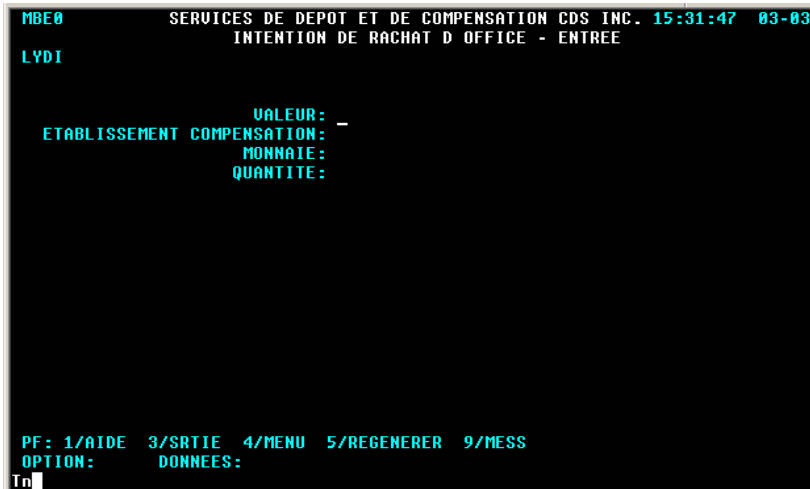 MBE0 SERVICES DE DEPOT ET DE COMPENSATION CDS INC. 15:31:47 03-03
INTENTION DE RACHAT D OFFICE - ENTREE
LYDI
VALEUR: _
ETABLISSEMENT COMPENSATION:
MONNAIE:
QUANTITE:
PF: 1/AIDE 3/SRTIE 4/MENU 5/REGENERER 9/MESS
OPTION: DONNEES:
Tn